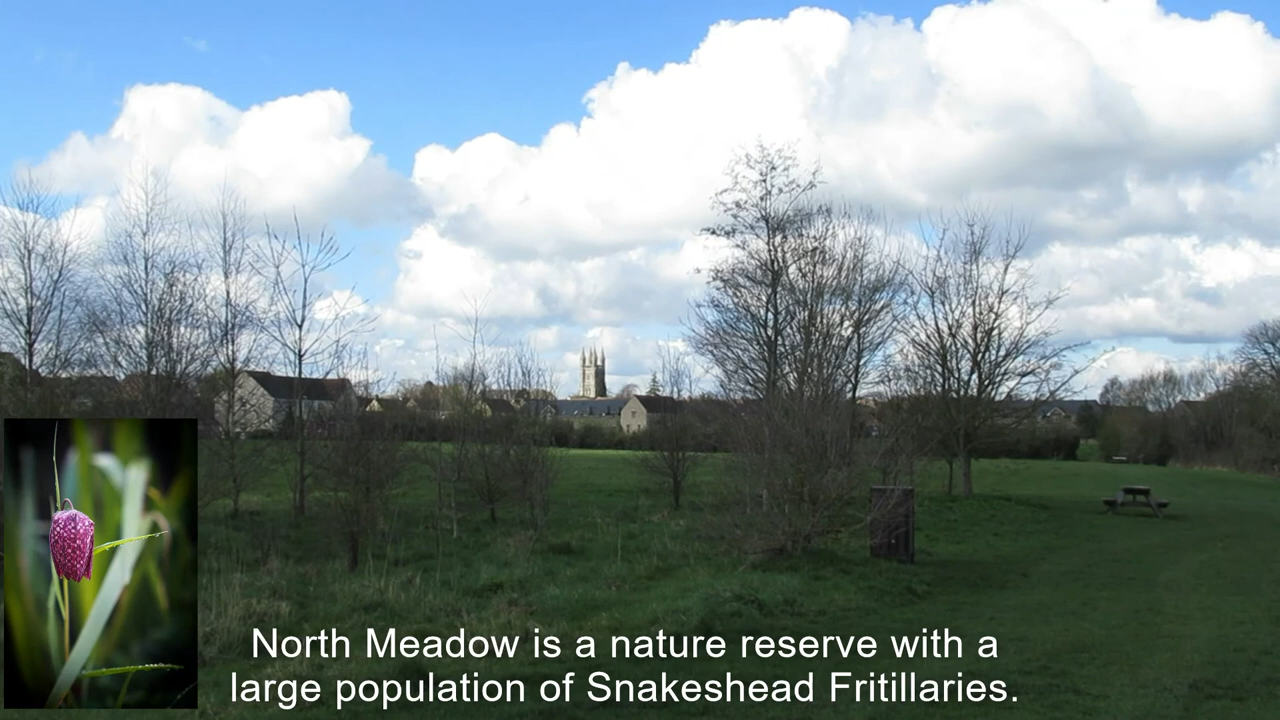 North Meadow is a nature reserve with a
large population of Snakeshead Fritillaries.